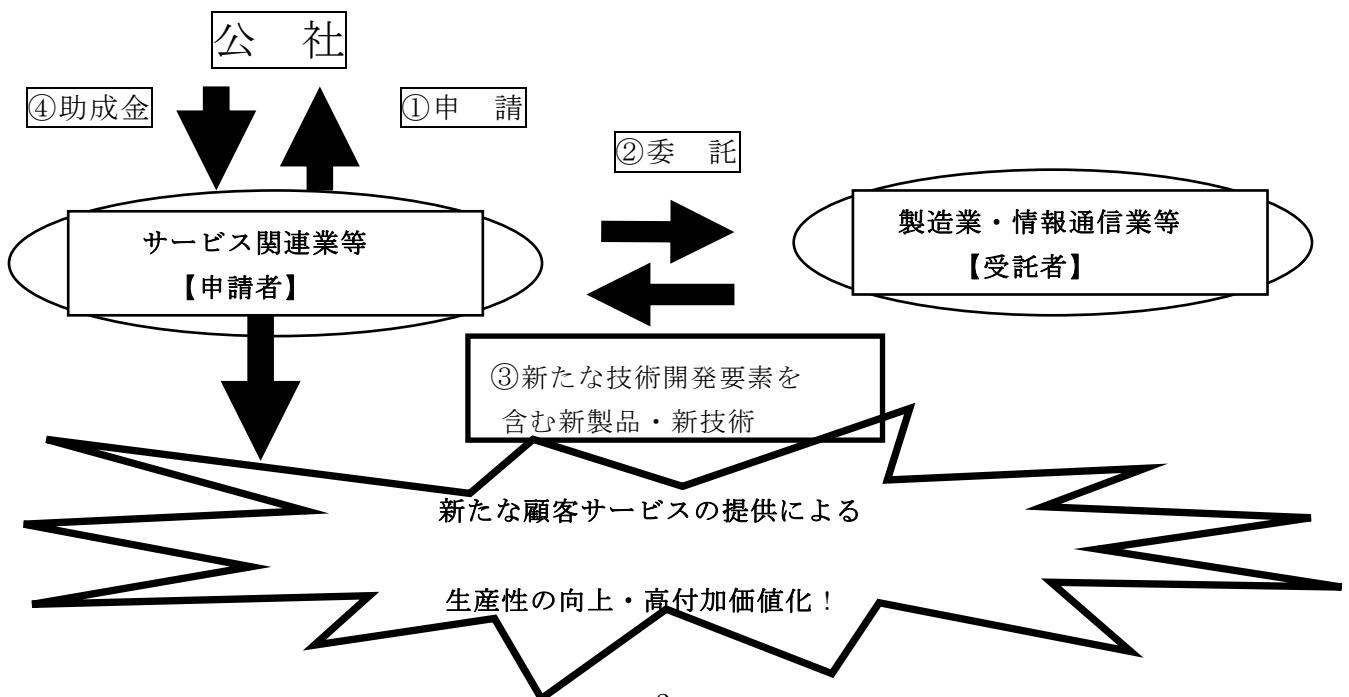 公　社
④助成金
①申　請
②委　託
サービス関連業等
【申請者】
製造業・情報通信業等
【受託者】
③新たな技術開発要素を
含む新製品・新技術
新たな顧客サービスの提供による
生産性の向上・高付加価値化！